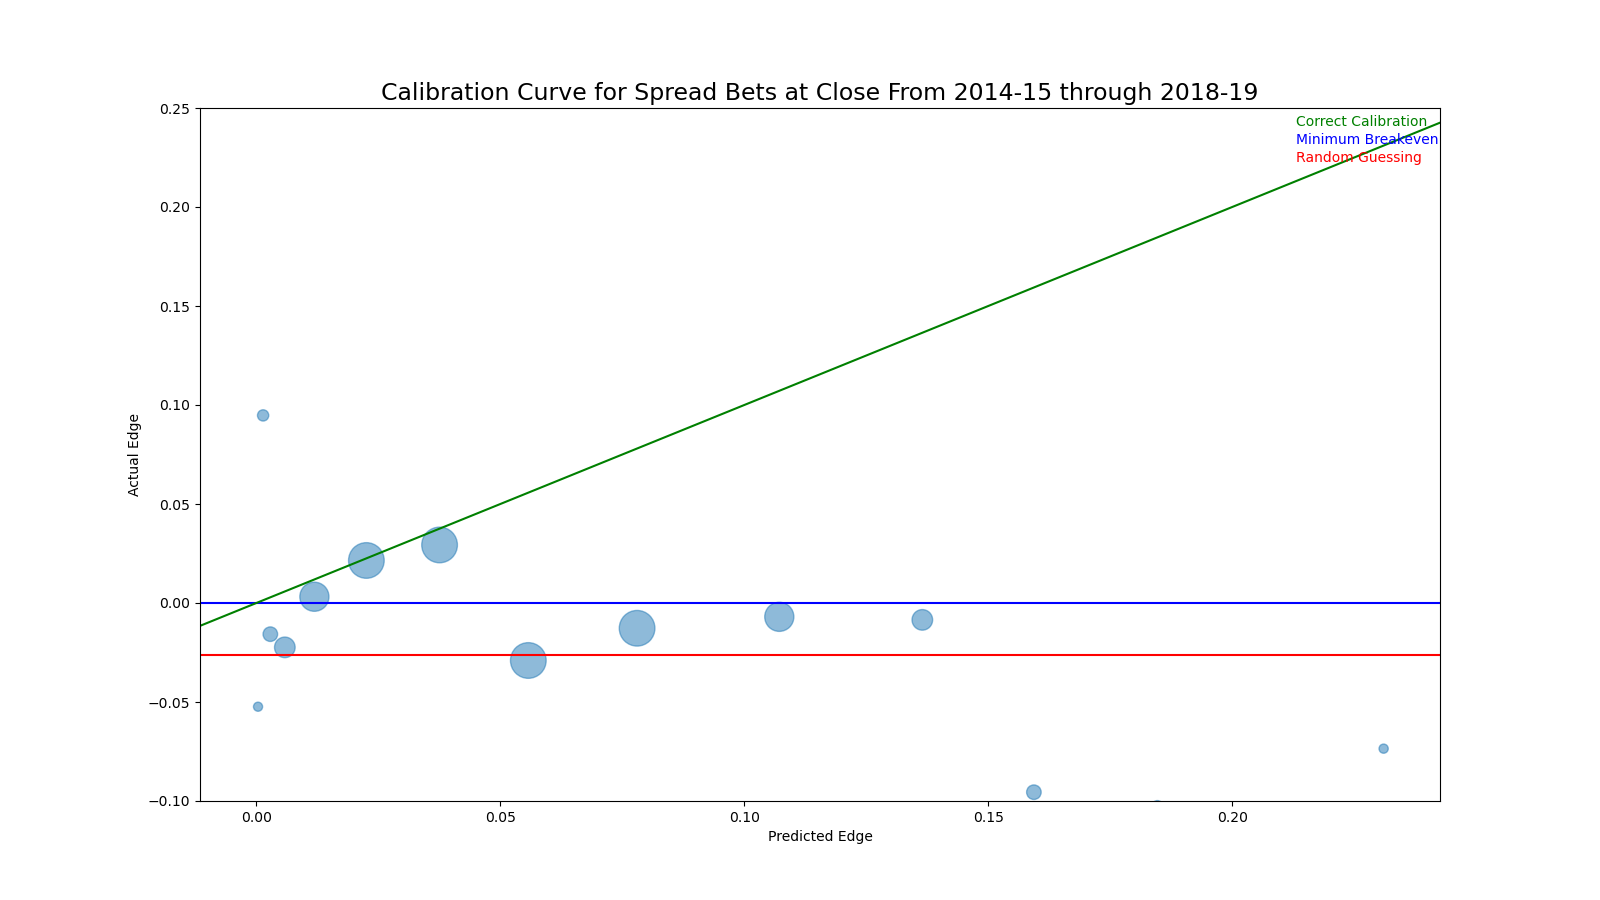 Calibration Curve for Spread Bets at Close From 2014-15 through 2018-19
Correct Calibration
Minimum Breakeven
Random Guessing
0.25
0.20
0.15
0.10
0.05
0.00
−0.05
−0.10
Actual Edge
0.00 0.05 0.10 0.15 0.20
Predicted Edge